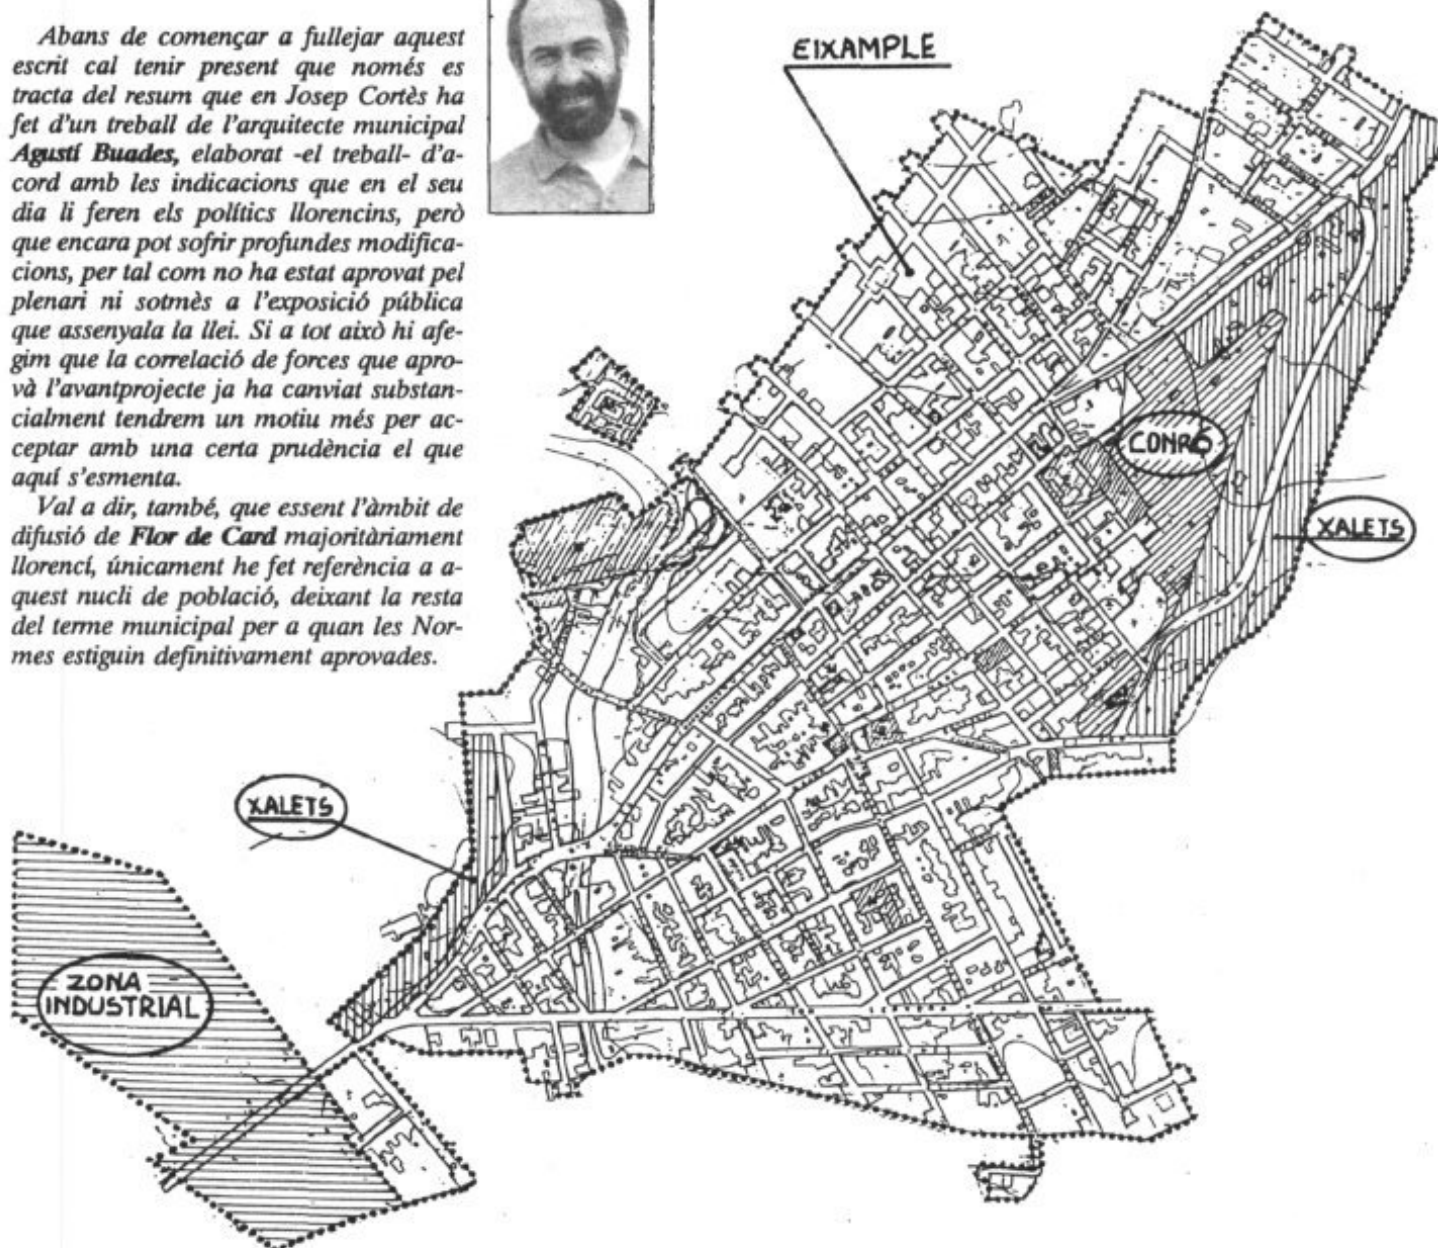 Abans de començar a fullejar aquest
escrit cal tenir present que només es
tracta del resum que en Josep Cortès ha
fet d'un treball de l'arquitecte municipal
Agustí Buades, elaborat -el treball- d'a-
cord amb les indicacions que en el seu
dia li feren els polítics llorencins, però
que encara pot sofrir profundes modifica-
cions, per tal com no ha estat aprovat pel
plenari ni sotmès a l'exposició pública
que assenyala la llei. Si a tot això hi afe-
gim que la correlació de forces que apro-
và l'avantprojecte ja ha canviat substan-
cialment tendrem un motiu més per ac-
ceptar amb una certa prudència el que
aquí s'esmenta.
Val a dir, també, que essent l'àmbit de
difusió de Flor de Card majoritàriament
llorencí, únicament he fet referència a a-
quest nucli de població, deixant la resta
del terme municipal per a quan les Nor-
mes estiguin definitivament aprovades.
EIXAMPLE
CONRÓ
XALETS
XALETS
ZONA
INDUSTRIAL